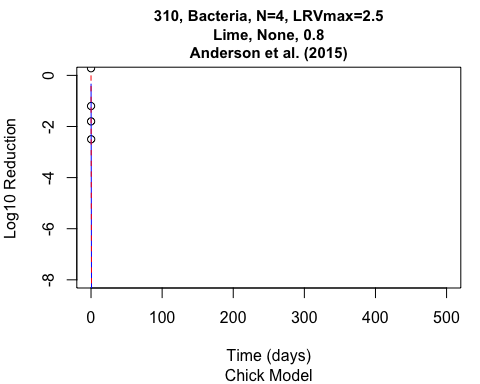 310, Bacteria, N=4, LRVmax=2.5
Lime, None, 0.8
Anderson et al. (2015)
Log10 Reduction
0
-2
-4
-6
-8
0 100 200 300 400 500
Time (days)
Chick Model